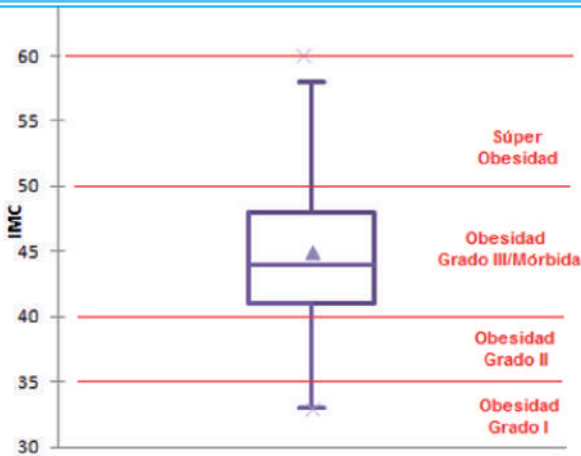 60
55
Súper
Obesidad
50
IMC
45
Obesidad
Grado III/Mórbida
40
Obesidad
Grado II
35
Obesidad
Grado I
30